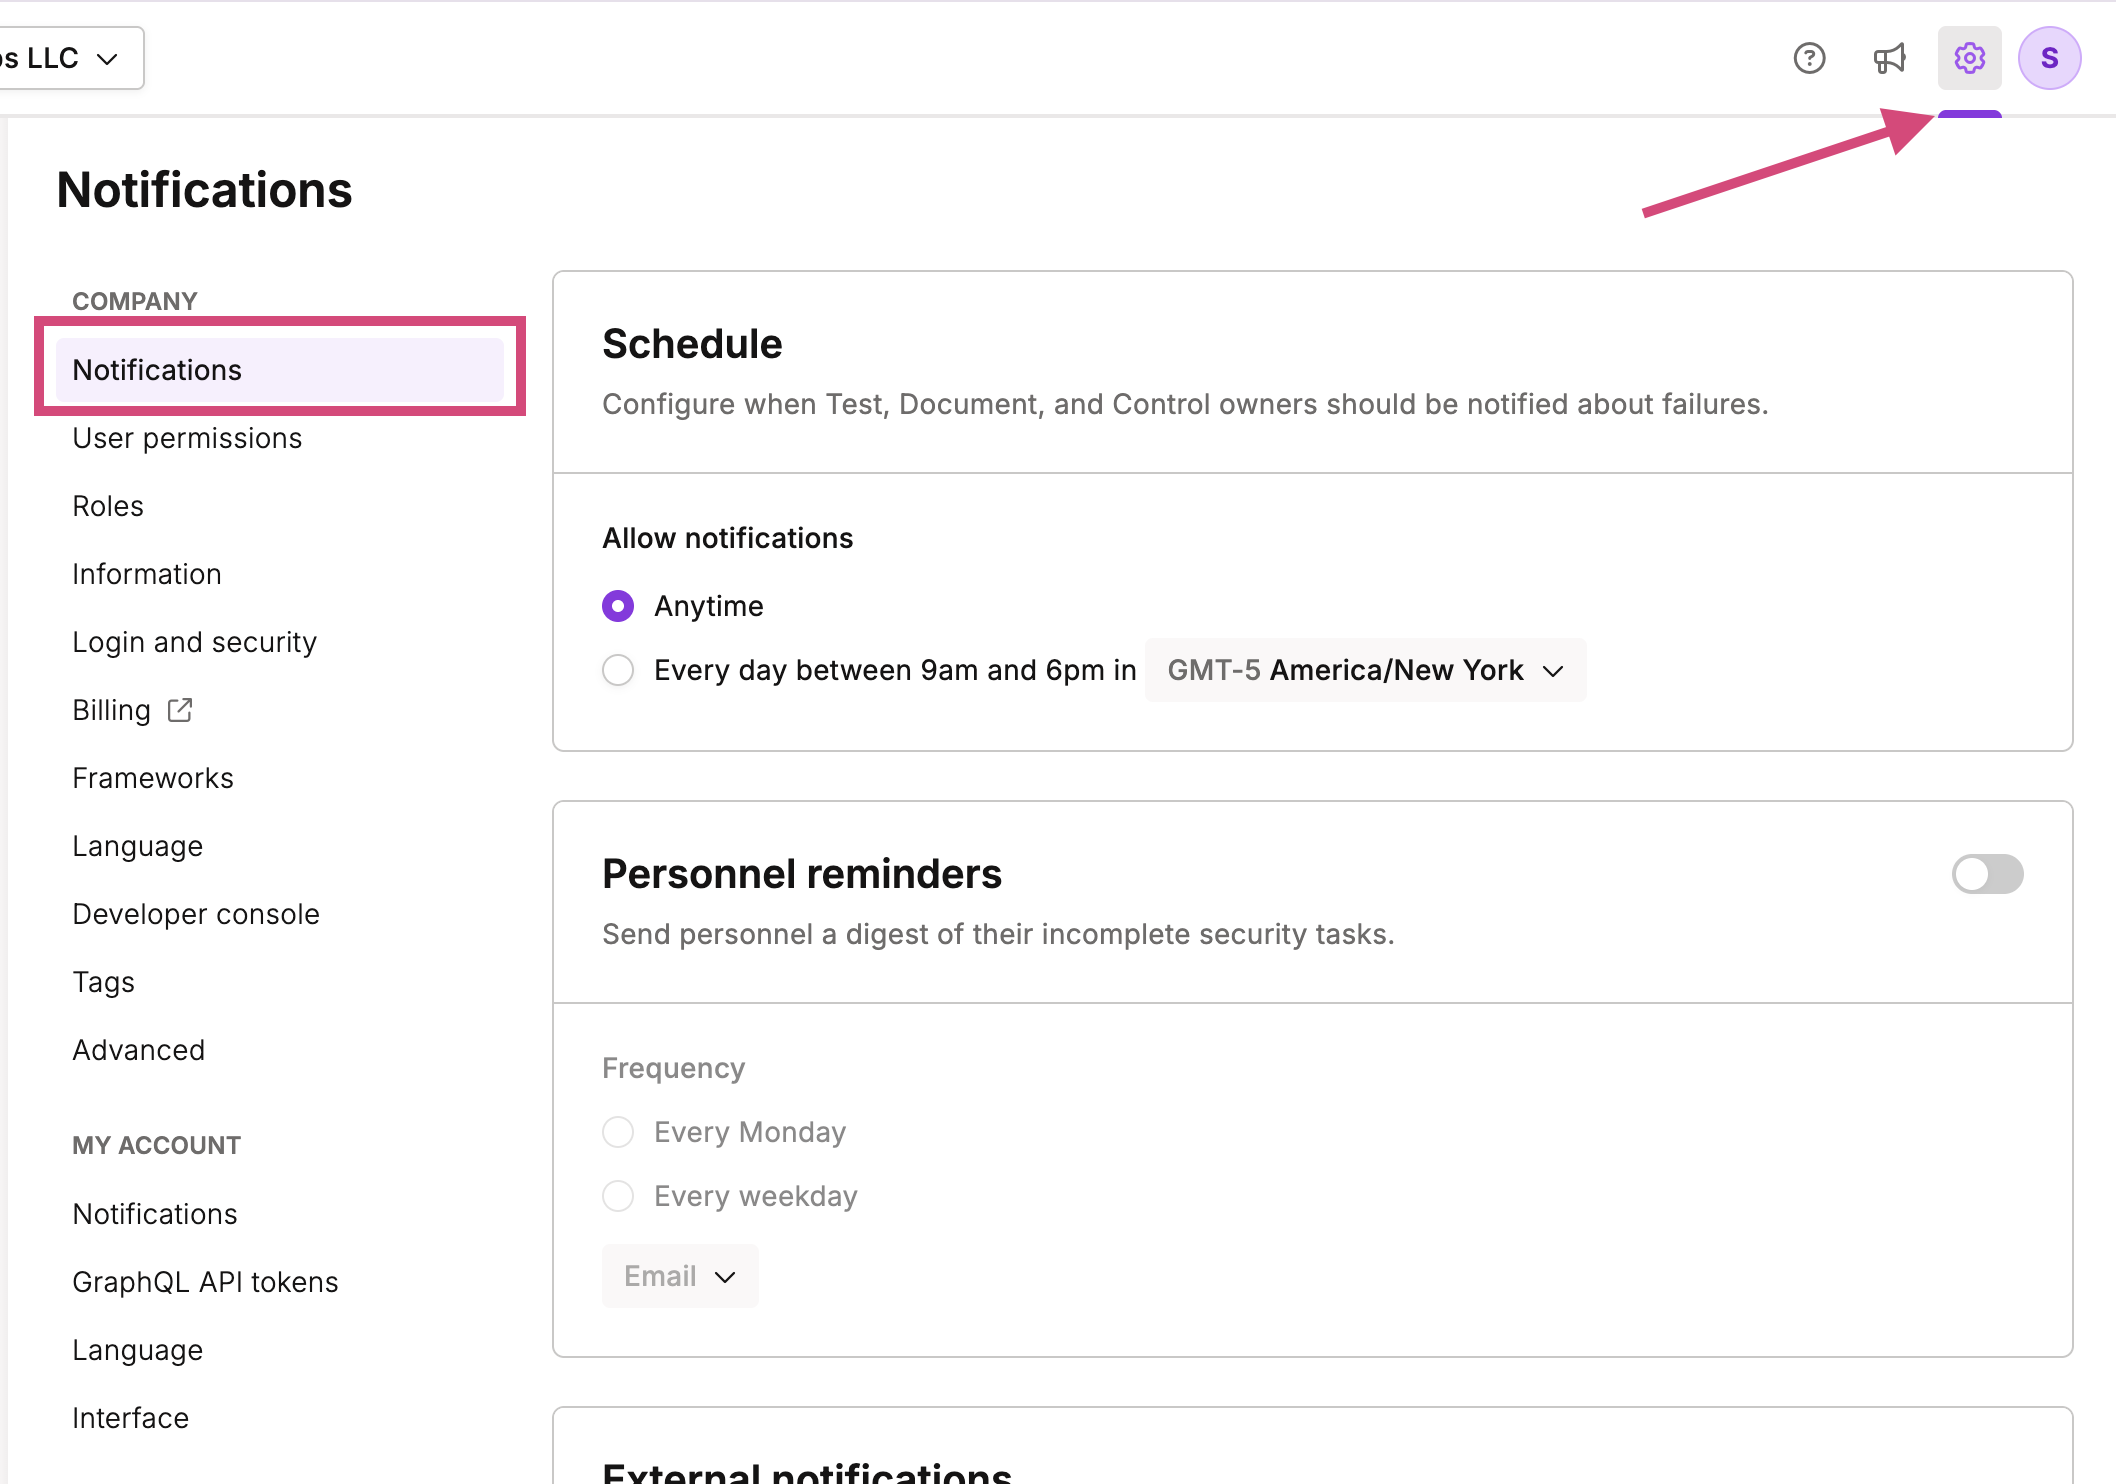 LLC
S
Notifications
COMPANY
Notifications
User permissions
Roles
Information
Login and security
Billing
Frameworks
Language
Developer console
Tags
Advanced
MY ACCOUNT
Notifications
GraphQL API tokens
Language
Interface
Schedule
Configure when Test, Document, and Control owners should be notified about failures.
Allow notifications
Anytime
Every day between 9am and 6pm in GMT-5 America/New York
Personnel reminders
Send personnel a digest of their incomplete security tasks.
Frequency
Every Monday
Every weekday
Email
External notifications